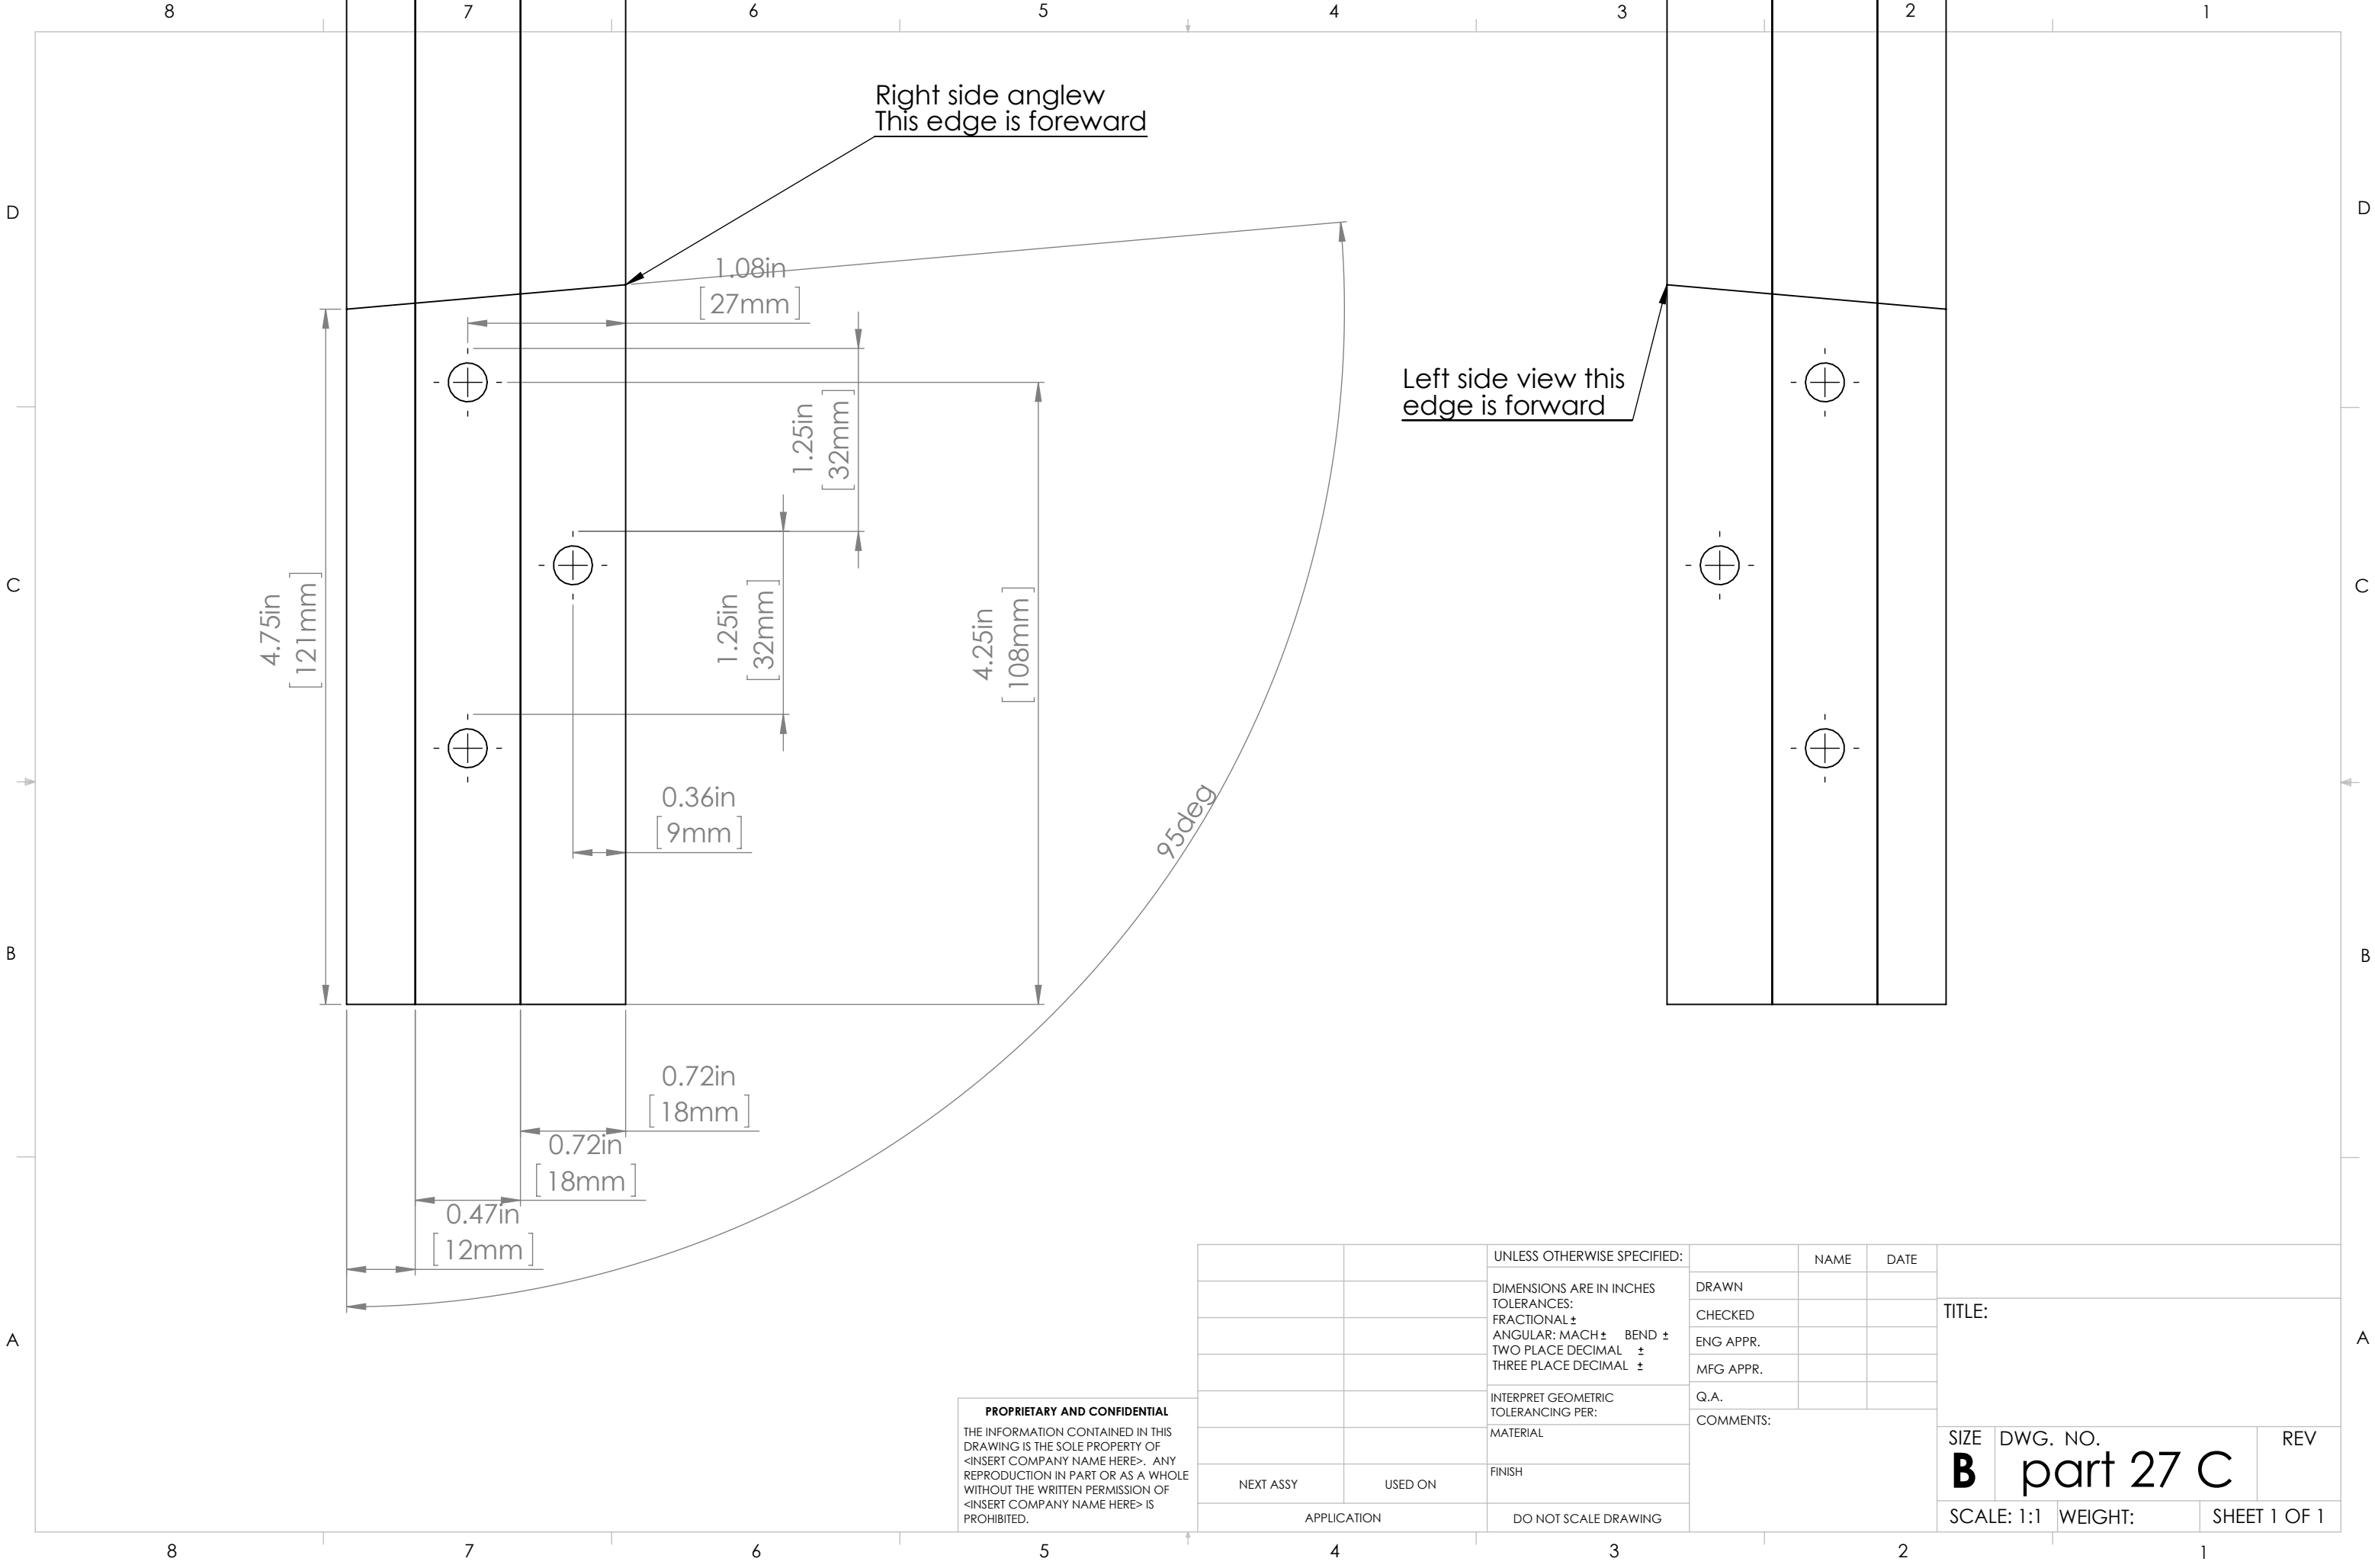 8 7 6 5 4 3 2 1
Right side anglew
This edge is foreward
D
D
1.08in
[27mm]
Left side view this
edge is forward
1.25in
[32mm]
C
C
4.75in
[121mm]
1.25in
[32mm]
4.25in
[108mm]
0.36in
[9mm]
95deg
B
B
0.72in
[18mm]
0.72in
[18mm]
0.47in
[12mm]
A
A
UNLESS OTHERWISE SPECIFIED:
DIMENSIONS ARE IN INCHES
TOLERANCES:
FRACTIONAL±
ANGULAR: MACH± BEND ±
TWO PLACE DECIMAL ±
THREE PLACE DECIMAL ±
INTERPRET GEOMETRIC
TOLERANCING PER:
MATERIAL
FINISH
DO NOT SCALE DRAWING
NAME DATE
DRAWN
CHECKED
ENG APPR.
MFG APPR.
Q.A.
COMMENTS:
TITLE:
SIZE
B
DWG. NO.
part 27 C
REV
SCALE: 1:1
WEIGHT:
SHEET 1 OF 1
PROPRIETARY AND CONFIDENTIAL
THE INFORMATION CONTAINED IN THIS
DRAWING IS THE SOLE PROPERTY OF
<INSERT COMPANY NAME HERE>. ANY
REPRODUCTION IN PART OR AS A WHOLE
WITHOUT THE WRITTEN PERMISSION OF
<INSERT COMPANY NAME HERE> IS
PROHIBITED.
NEXT ASSY
USED ON
APPLICATION
8 7 6 5 4 3 2 1